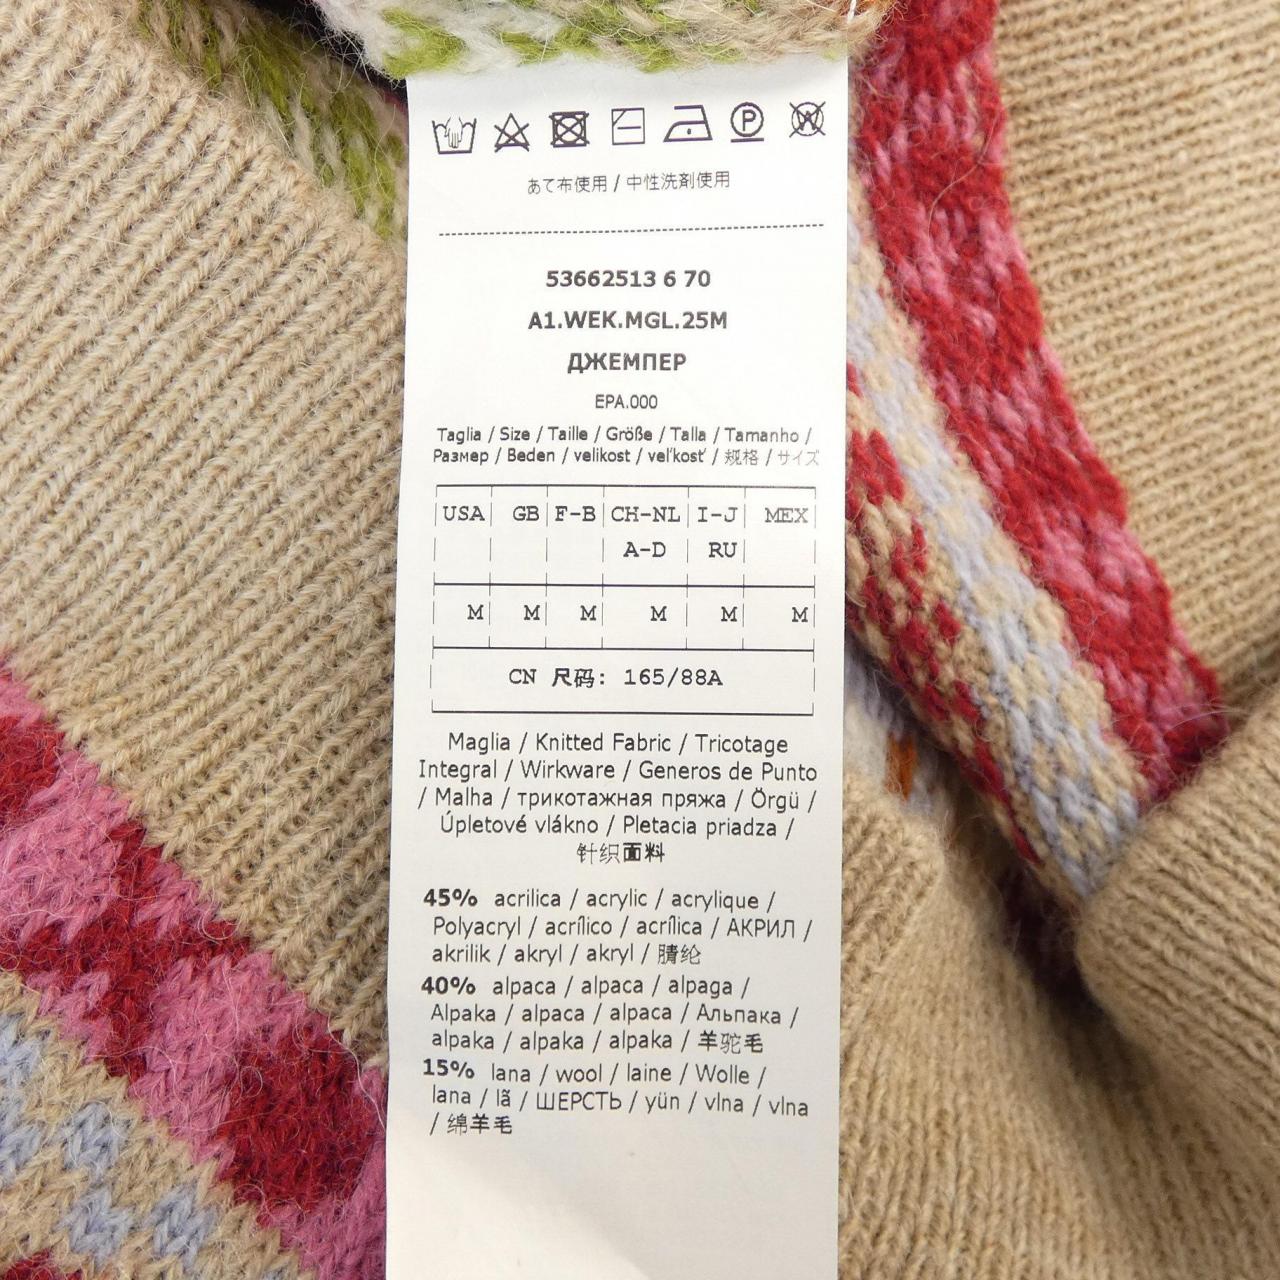 P W
あて布使用 / 中性洗剤使用
53662513 6 70
A1.WEK.MGL.25M
ДЖЕМПЕР
EPA.000
Taglia / Size / Taille / Größe / Talla / Tamanho /
Размер / Beden / velikost / veľkosť / 规格 / サイズ
USA GB F-B CH-NL I-J MEX
A-D RU
M M M M M M
CN 尺码: 165/88A
Maglia / Knitted Fabric / Tricotage
Integral / Wirkware / Generos de Punto
/ Malha / трикотажная пряжа / Örgü /
Úpletové vlákno / Pletacia priadza /
针织面料
45% acrilica / acrylic / acrylique /
Polyacryl / acrílico / acrílica / АКРИЛ /
akrilik / akryl / akryl / 腈纶
40% alpaca / alpaca / alpaga /
Alpaka / alpaca / alpaca / Альпака /
alpaka / alpaka / alpaka / 羊驼毛
15% lana / wool / laine / Wolle /
lana / lã / ШЕРСТЬ / yün / vlna / vlna
/ 绵羊毛